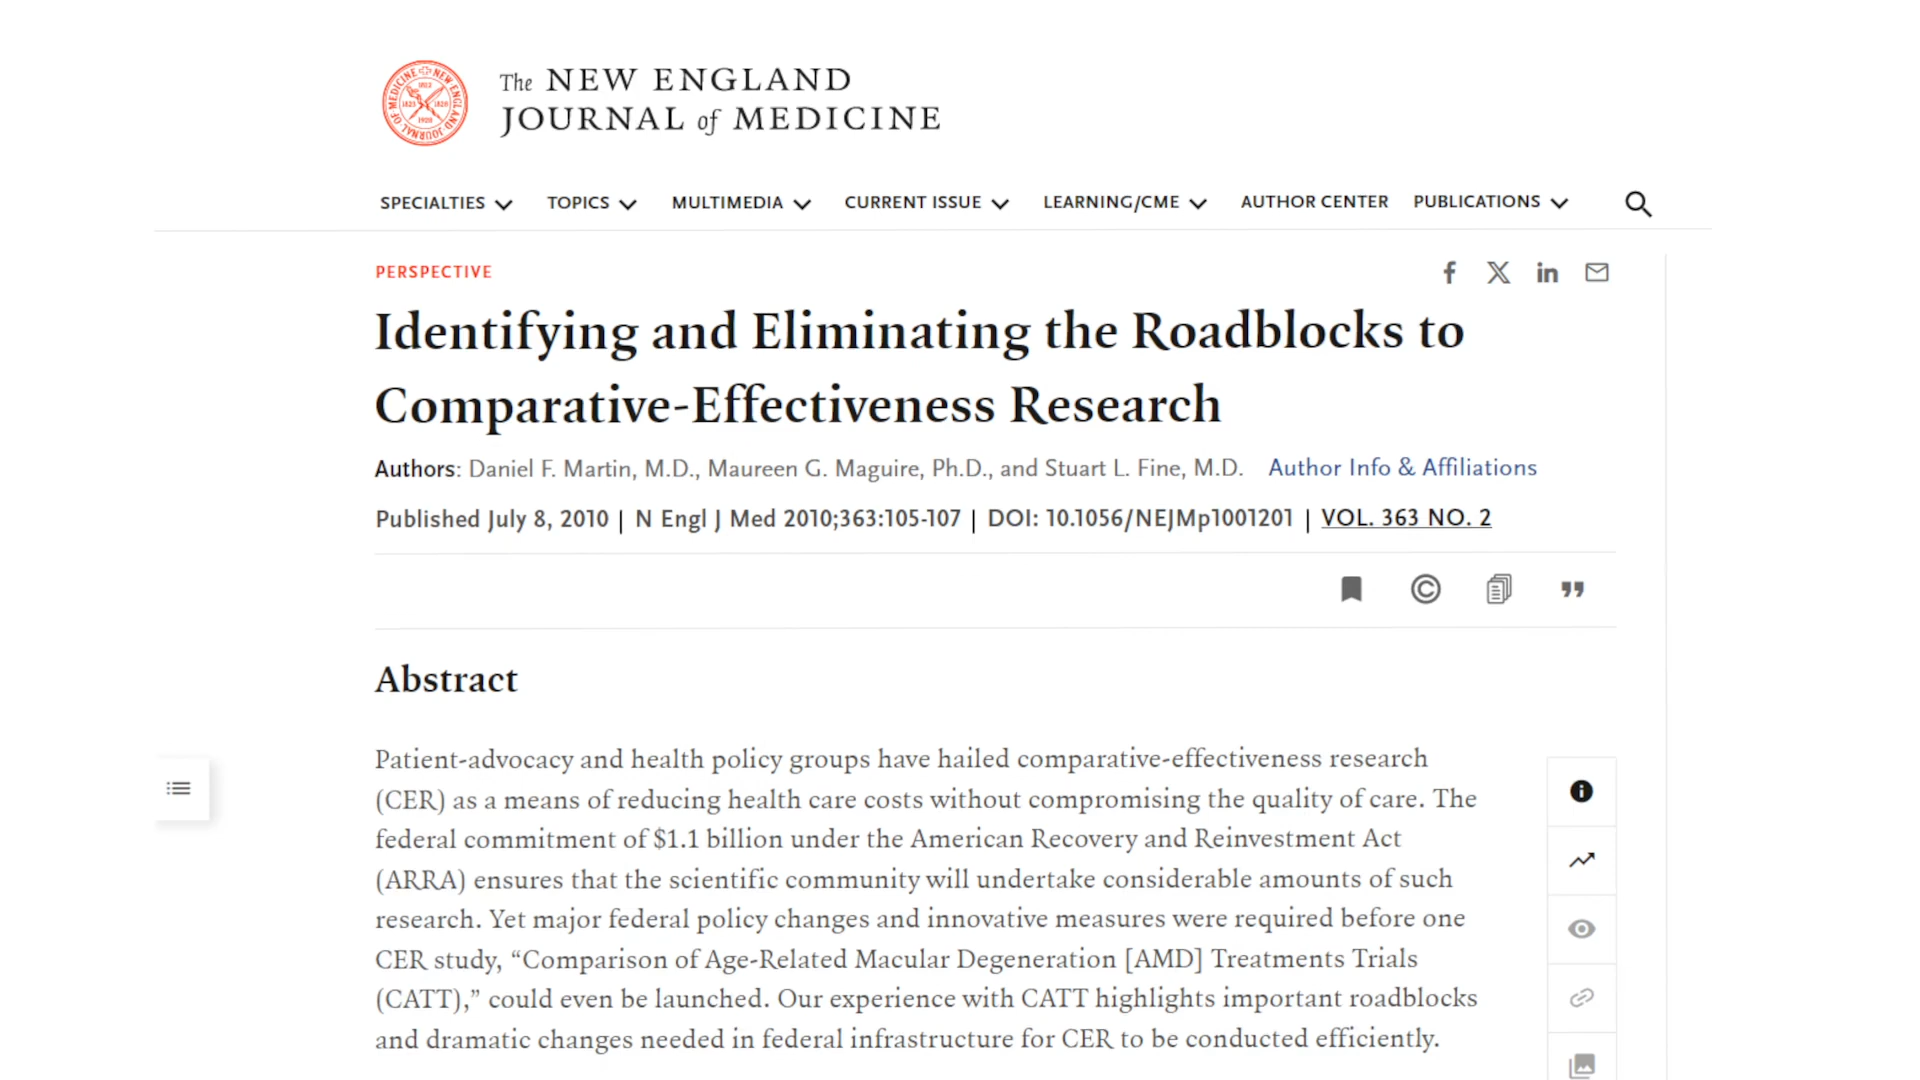 The NEW ENGLAND
JOURNAL of MEDICINE
SPECIALTIES TOPICS MULTIMEDIA CURRENT ISSUE LEARNING/CME AUTHOR CENTER PUBLICATIONS
PERSPECTIVE
Identifying and Eliminating the Roadblocks to
Comparative-Effectiveness Research
Authors: Daniel F. Martin, M.D., Maureen G. Maguire, Ph.D., and Stuart L. Fine, M.D. Author Info & Affiliations
Published July 8, 2010 | N Engl J Med 2010;363:105-107 | DOI: 10.1056/NEJMp1001201 | VOL. 363 NO. 2
Abstract
Patient-advocacy and health policy groups have hailed comparative-effectiveness research
(CER) as a means of reducing health care costs without compromising the quality of care. The
federal commitment of $1.1 billion under the American Recovery and Reinvestment Act
(ARRA) ensures that the scientific community will undertake considerable amounts of such
research. Yet major federal policy changes and innovative measures were required before one
CER study, “Comparison of Age-Related Macular Degeneration [AMD] Treatments Trials
(CATT),” could even be launched. Our experience with CATT highlights important roadblocks
and dramatic changes needed in federal infrastructure for CER to be conducted efficiently.